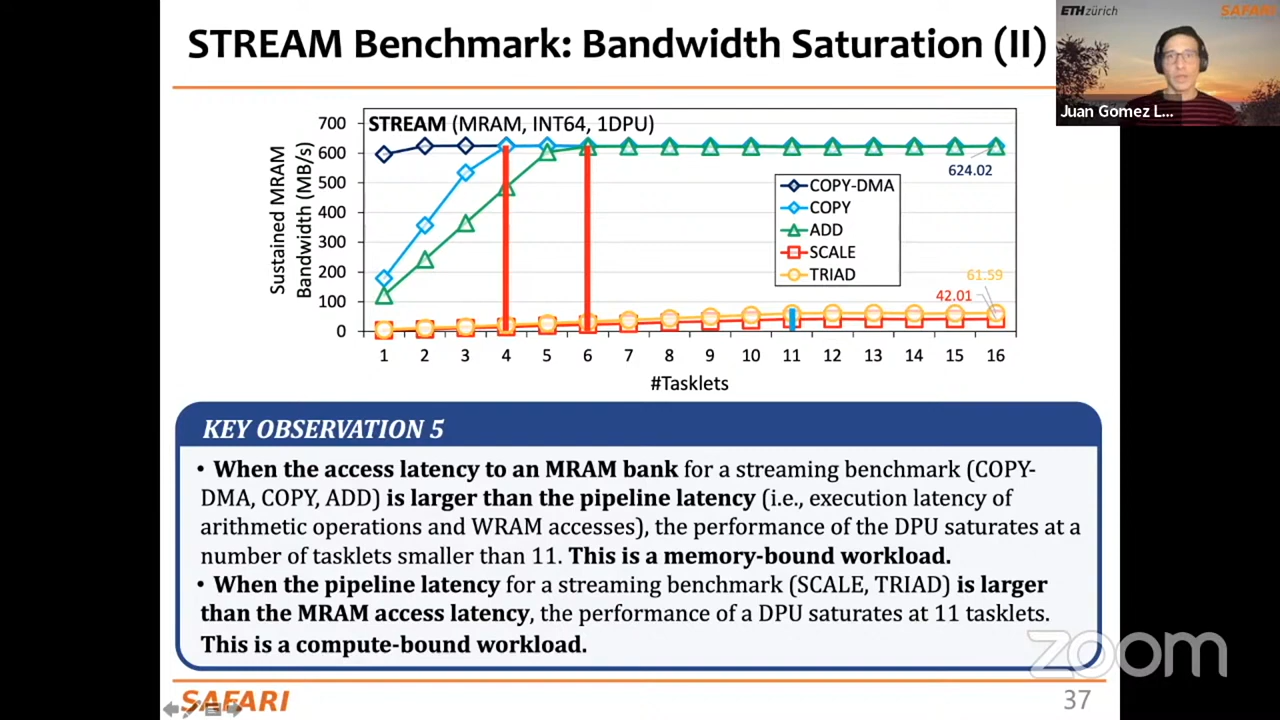 STREAM Benchmark: Bandwidth Saturation (II)
ETH zürich
SAFARI
Juan Gomez L...
STREAM (MRAM, INT64, 1DPU)
Sustained MRAM
Bandwidth (MB/s)
700
600
500
400
300
200
100
0
624.02
COPY-DMA
COPY
ADD
SCALE
TRIAD
61.59
42.01
1 2 3 4 5 6 7 8 9 10 11 12 13 14 15 16
#Tasklets
KEY OBSERVATION 5
• When the access latency to an MRAM bank for a streaming benchmark (COPY-
DMA, COPY, ADD) is larger than the pipeline latency (i.e., execution latency of
arithmetic operations and WRAM accesses), the performance of the DPU saturates at a
number of tasklets smaller than 11. This is a memory-bound workload.
• When the pipeline latency for a streaming benchmark (SCALE, TRIAD) is larger
than the MRAM access latency, the performance of a DPU saturates at 11 tasklets.
This is a compute-bound workload.
zoom
SAFARI
37